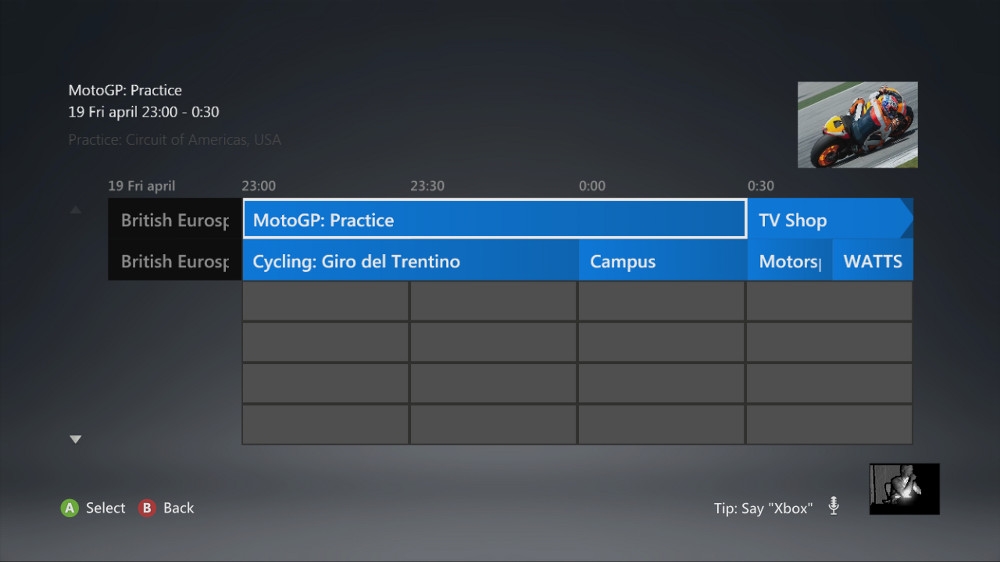 MotoGP: Practice
19 Fri april 23:00 - 0:30
Practice: Circuit of Americas, USA
19 Fri april 23:00 23:30 0:00 0:30
British Eurosp MotoGP: Practice TV Shop
British Eurosp Cycling: Giro del Trentino Campus Motorsp WATTS
A Select B Back Tip: Say "Xbox"